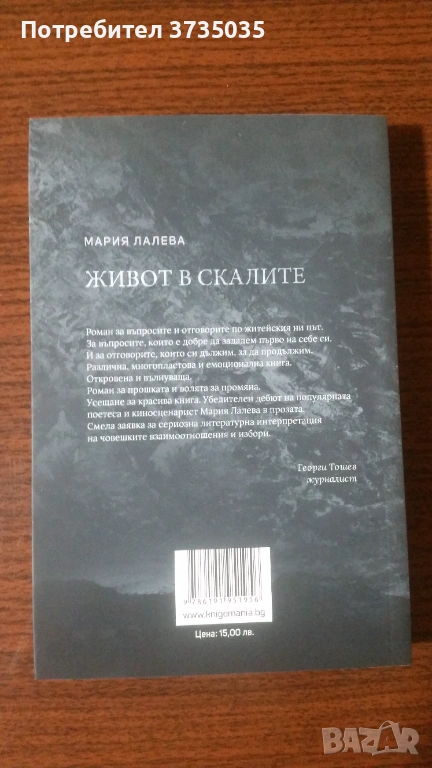 Потребител 3735035
МАРИЯ ЛАЛЕВА
ЖИВОТ В СКАЛИТЕ
Роман за въпросите и отговорите по житейския ни път.
За въпросите, които е добре да зададем първо на себе си.
И за отговорите, които си дължим, за да продължим.
Различна, многопластова и емоционална книга.
Откровена и вълнуваща.
Роман за прошката и волята за промяна.
Усещане за красива книга. Убедителен дебют на популярната
поетеса и киносценарист Мария Лалева в прозата.
Смела заявка за сериозна литературна интерпретация
на човешките взаимоотношения и избори.
Георги Тошев
журналист
9 786191 951956
www.knigomania.bg
Цена: 15,00 лв.
BAZAR